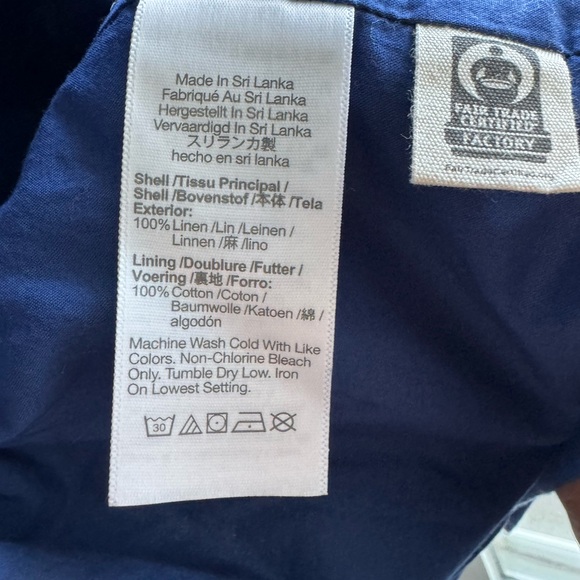 Made In Sri Lanka
Fabriqué Au Sri Lanka
Hergestellt In Sri Lanka
Vervaardigd In Sri Lanka
スリランカ製
hecho en sri lanka
Shell /Tissu Principal /
Shell /Bovenstof /本体 /Tela
Exterior:
100% Linen /Lin /Leinen /
Linnen /麻 /lino
Lining /Doublure /Futter /
Voering /裏地 /Forro:
100% Cotton /Coton /
Baumwolle /Katoen /綿 /
algodón
Machine Wash Cold With Like
Colors. Non-Chlorine Bleach
Only. Tumble Dry Low. Iron
On Lowest Setting.
30
FAIR TRADE
CERTIFIED
FACTORY